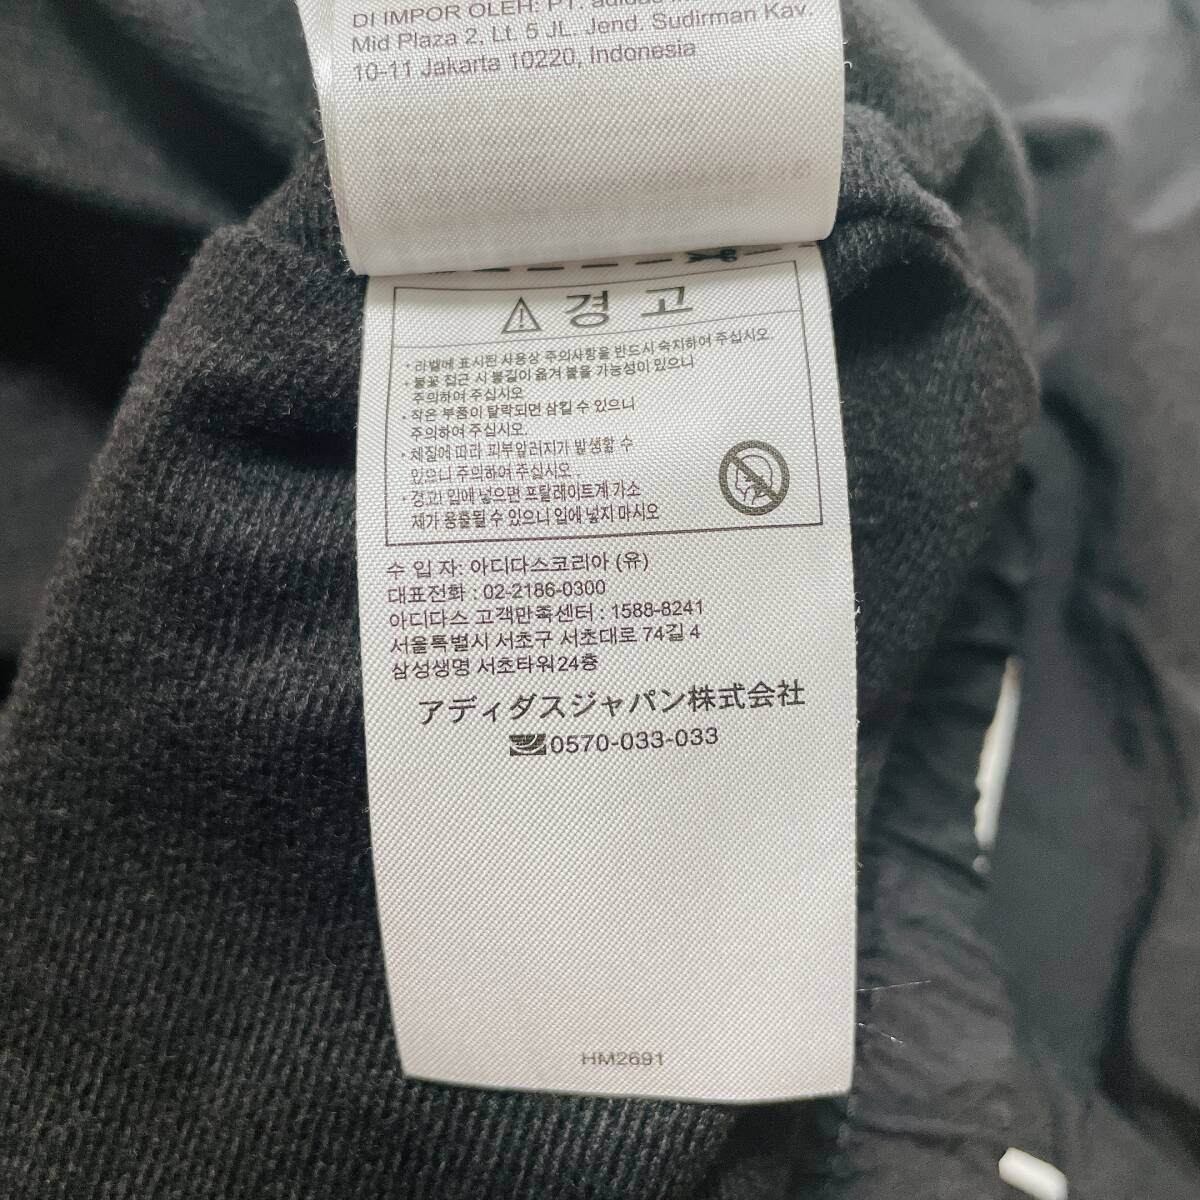 DI IMPOR OLEH: PT. adidas
Mid Plaza 2, Lt. 5 JL. Jend. Sudirman Kav.
10-11 Jakarta 10220, Indonesia
경 고
• 라벨에 표시된 사용상 주의사항을 반드시 숙지하여 주십시오.
• 불꽃 접근 시 불길이 옮겨 붙을 가능성이 있으니
주의하여 주십시오
• 작은 부품이 탈락되면 삼킬 수 있으니
주의하여 주십시오.
• 체질에 따라 피부알러지가 발생할 수
있으니 주의하여 주십시오.
• 경고! 입에 넣으면 프탈레이트계 가소
제가 용출될 수 있으니 입에 넣지 마시오
수 입 자: 아디다스코리아 (유)
대표전화 : 02-2186-0300
아디다스 고객만족센터 : 1588-8241
서울특별시 서초구 서초대로 74길 4
삼성생명 서초타워24층
アディダスジャパン株式会社
0570-033-033
HM2691